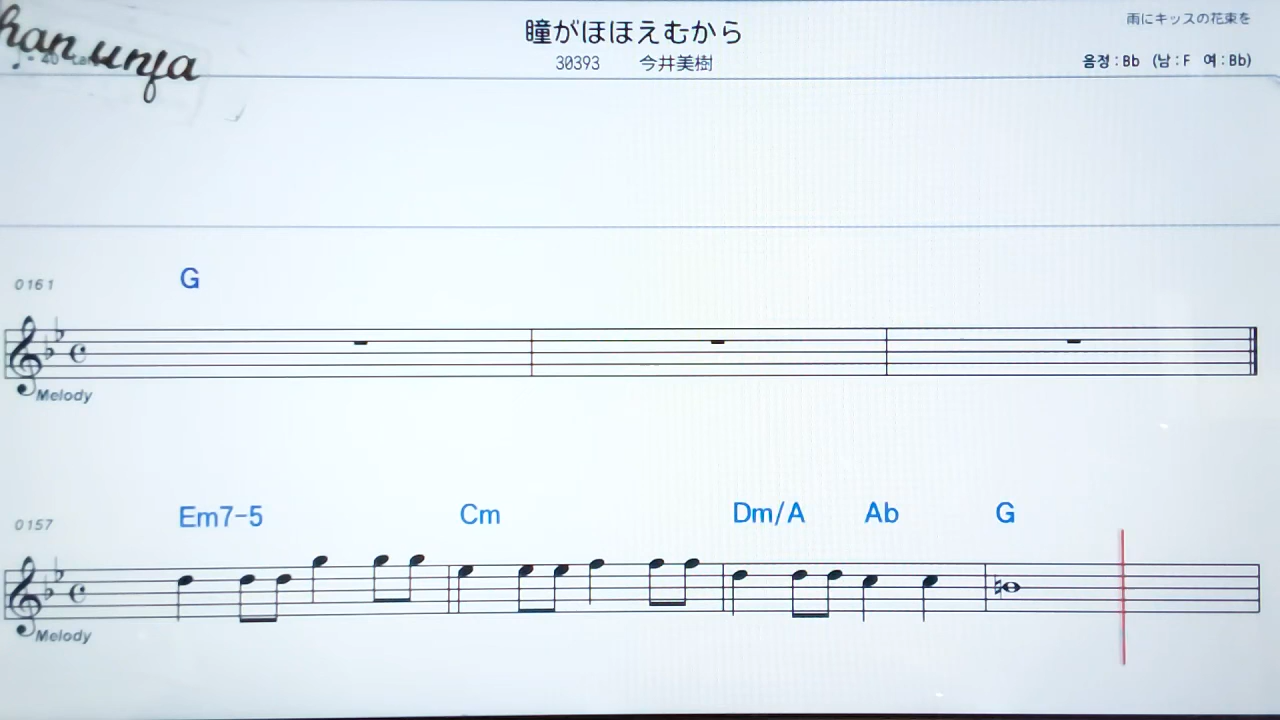 han unja
瞳がほほえむから
雨にキッスの花束を
30393 今井美樹
음정 : Bb (남 : F 여 : Bb)
G
0161
Melody
Em7-5 Cm Dm/A Ab G
0157
Melody